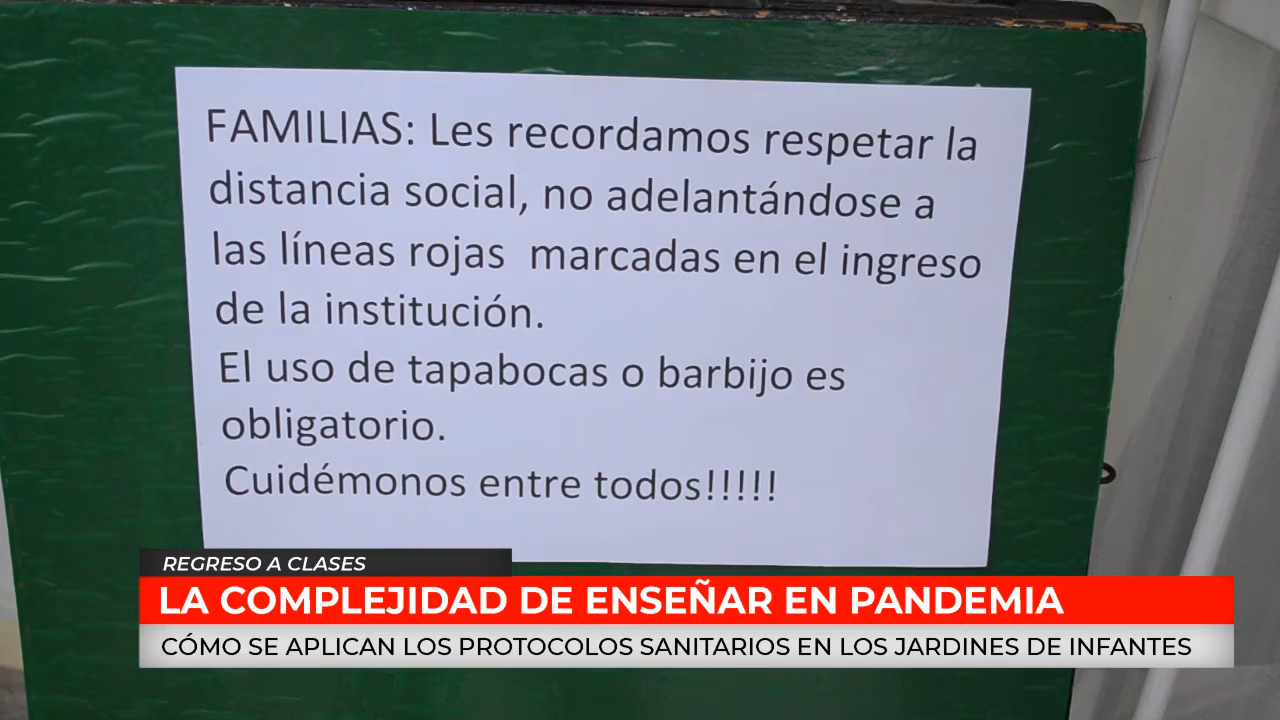 FAMILIAS: Les recordamos respetar la
distancia social, no adelantándose a
las líneas rojas marcadas en el ingreso
de la institución.
El uso de tapabocas o barbijo es
obligatorio.
Cuidémonos entre todos!!!!!
REGRESO A CLASES
LA COMPLEJIDAD DE ENSEÑAR EN PANDEMIA
CÓMO SE APLICAN LOS PROTOCOLOS SANITARIOS EN LOS JARDINES DE INFANTES